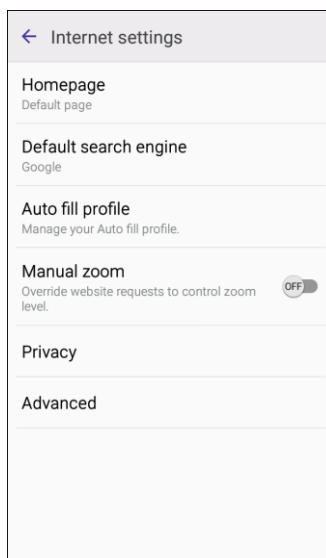 Internet settings
Homepage
Default page
Default search engine
Google
Auto fill profile
Manage your Auto fill profile.
Manual zoom
Override website requests to control zoom
level.
OFF
Privacy
Advanced